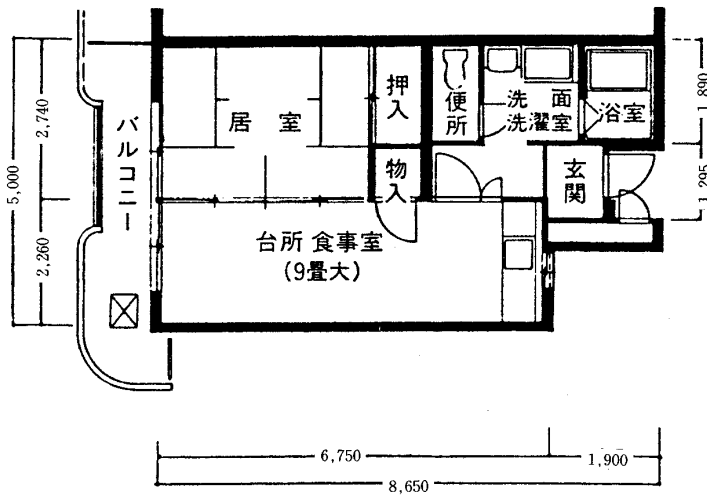 バルコニー
居室
押入
物入
便所
洗面
洗濯室
浴室
玄関
台所 食事室
(9畳大)
5,000
2,740
2,260
1,890
1,295
6,750
1,900
8,650